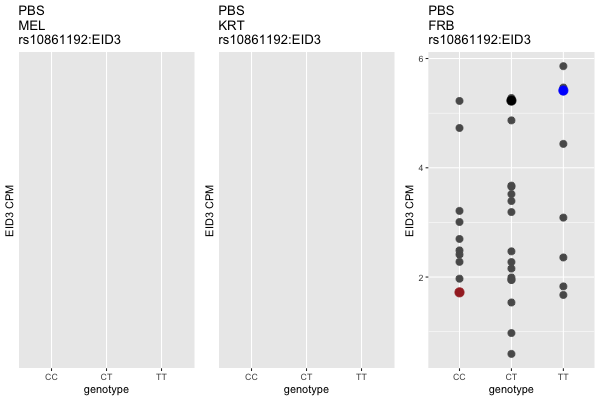 PBS
MEL
rs10861192:EID3
EID3 CPM
CC CT TT
genotype
PBS
KRT
rs10861192:EID3
EID3 CPM
CC CT TT
genotype
PBS
FRB
rs10861192:EID3
6
4
2
EID3 CPM
CC CT TT
genotype